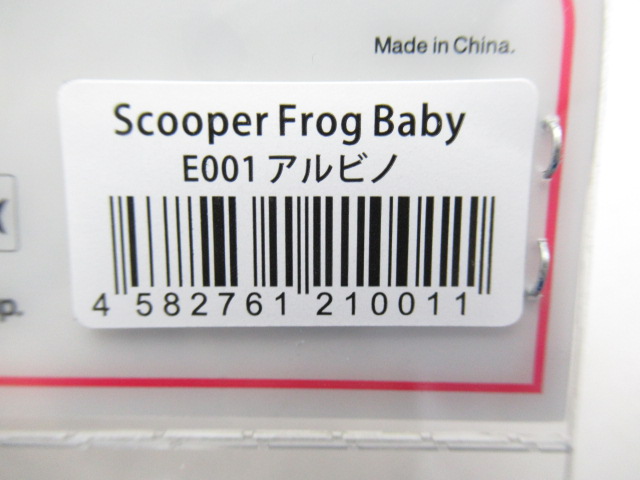 Made in China.
Scooper Frog Baby
E001 アルビノ
4 582761 210011
p.